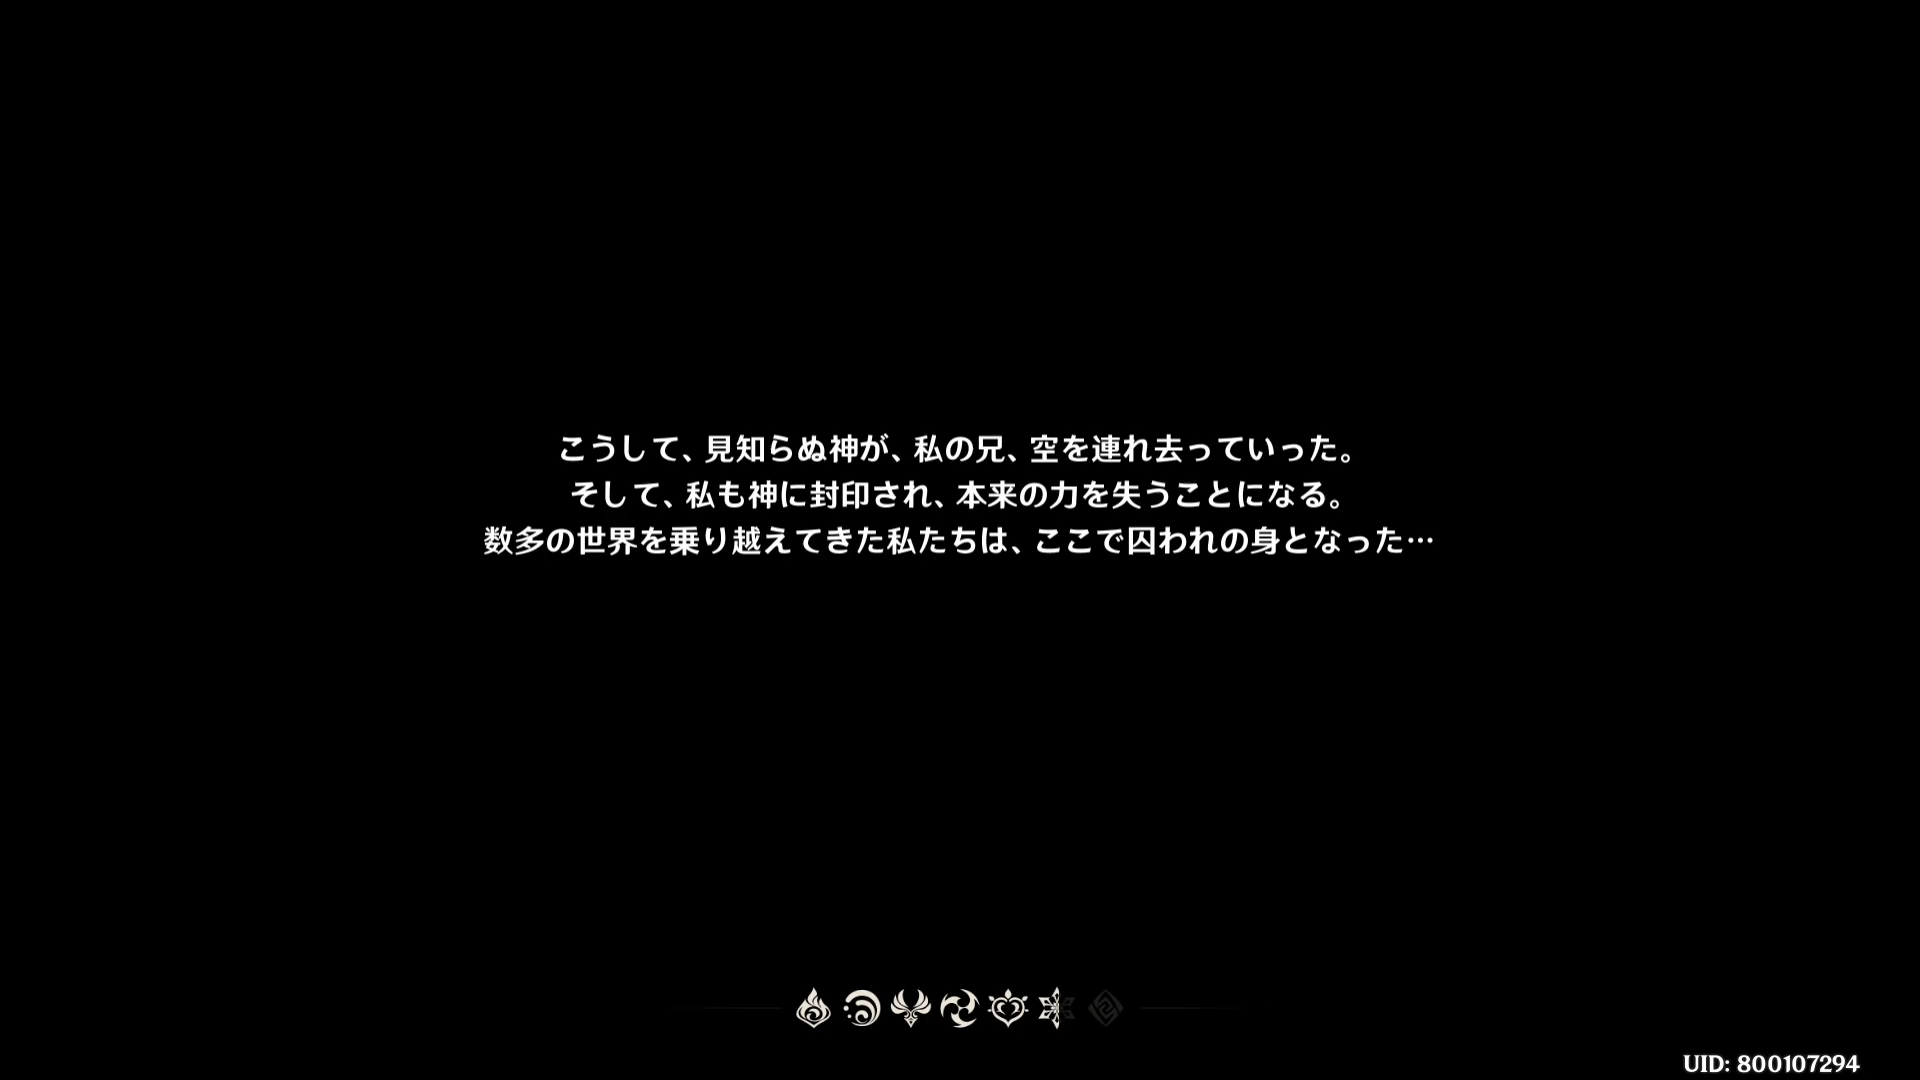 こうして、見知らぬ神が、私の兄、空を連れ去っていった。
そして、私も神に封印され、本来の力を失うことになる。
数多の世界を乗り越えてきた私たちは、ここで囚われの身となった…
UID: 800107294